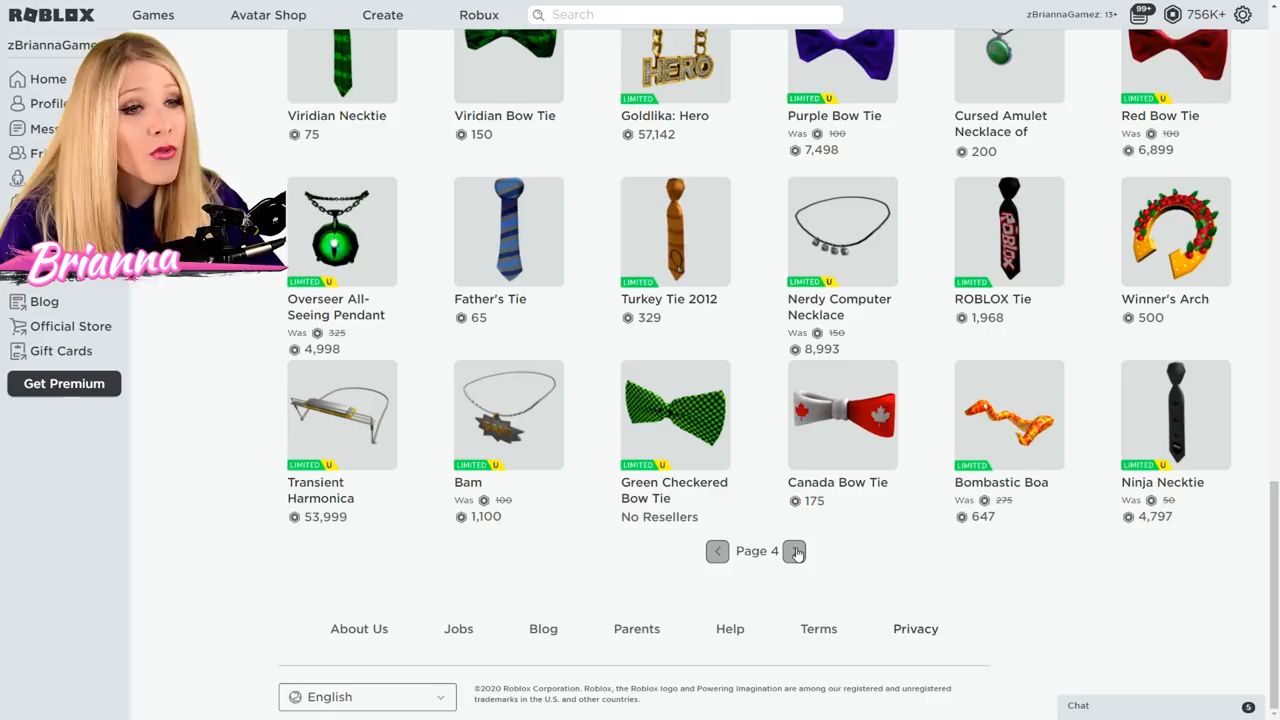 ROBLOX
Games
Avatar Shop
Create
Robux
Search
zBriannaGamez: 13+
99+
756K+
zBriannaGame
Home
Profile
Mess
Fri
Brianna
Blog
Official Store
Gift Cards
Get Premium
LIMITED
LIMITED U
LIMITED U
Viridian Necktie
75
Viridian Bow Tie
150
Goldlika: Hero
57,142
Purple Bow Tie
Was 100
7,498
Cursed Amulet
Necklace of
200
Red Bow Tie
Was 100
6,899
HERO
LIMITED U
Overseer All-
Seeing Pendant
Was 325
4,998
Father's Tie
65
LIMITED
Turkey Tie 2012
329
LIMITED U
Nerdy Computer
Necklace
Was 150
8,993
ROBLOX
LIMITED
ROBLOX Tie
1,968
Winner's Arch
500
LIMITED U
Transient
Harmonica
53,999
BAM
LIMITED U
Bam
Was 100
1,100
LIMITED U
Green Checkered
Bow Tie
No Resellers
Canada Bow Tie
175
LIMITED
Bombastic Boa
Was 275
647
LIMITED U
Ninja Necktie
Was 50
4,797
Page 4
About Us
Jobs
Blog
Parents
Help
Terms
Privacy
English
©2020 Roblox Corporation. Roblox, the Roblox logo and Powering Imagination are among our registered and unregistered
trademarks in the U.S. and other countries.
Chat
5